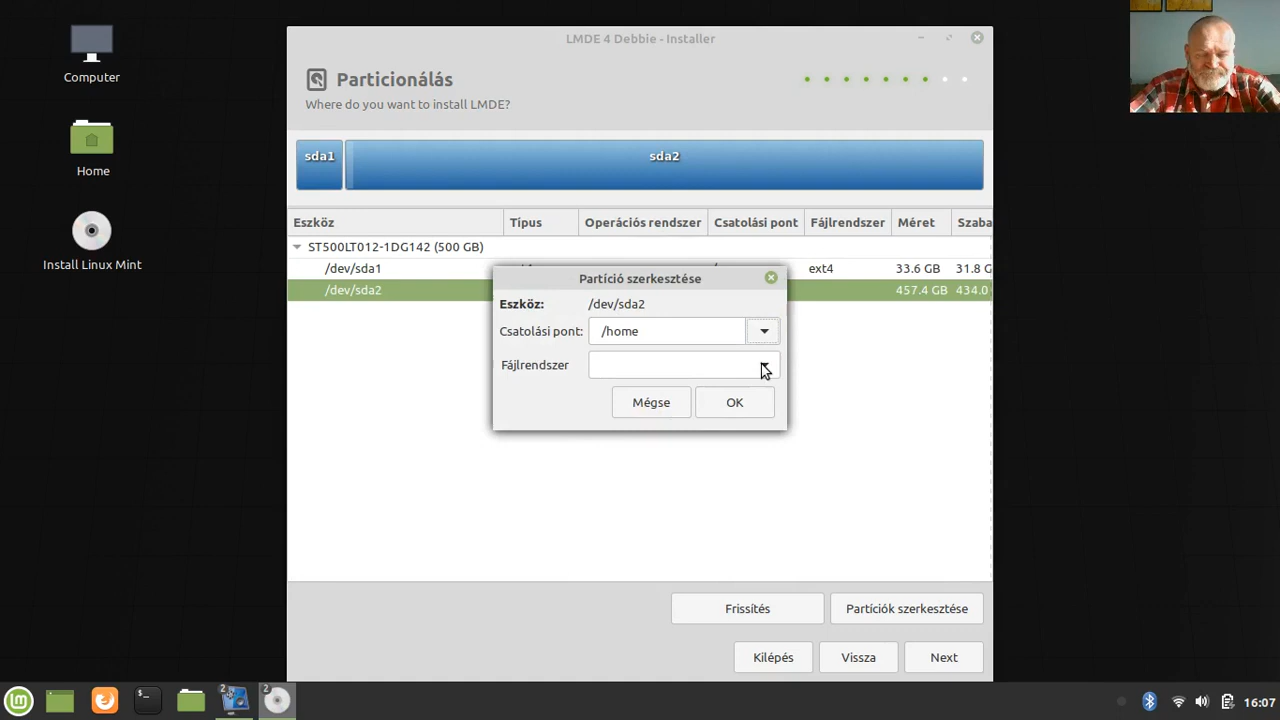 Computer
Home
Install Linux Mint
LMDE 4 Debbie - Installer
Particionálás
Where do you want to install LMDE?
sda1
sda2
Eszköz Típus Operációs rendszer Csatolási pont Fájlrendszer Méret Szaba
ST500LT012-1DG142 (500 GB)
/dev/sda1 ext4 33.6 GB 31.8 G
/dev/sda2 457.4 GB 434.0
Partíció szerkesztése
Eszköz: /dev/sda2
Csatolási pont: /home
Fájlrendszer
Mégse OK
Frissítés Partíciók szerkesztése
Kilépés Vissza Next
2 2 16:07